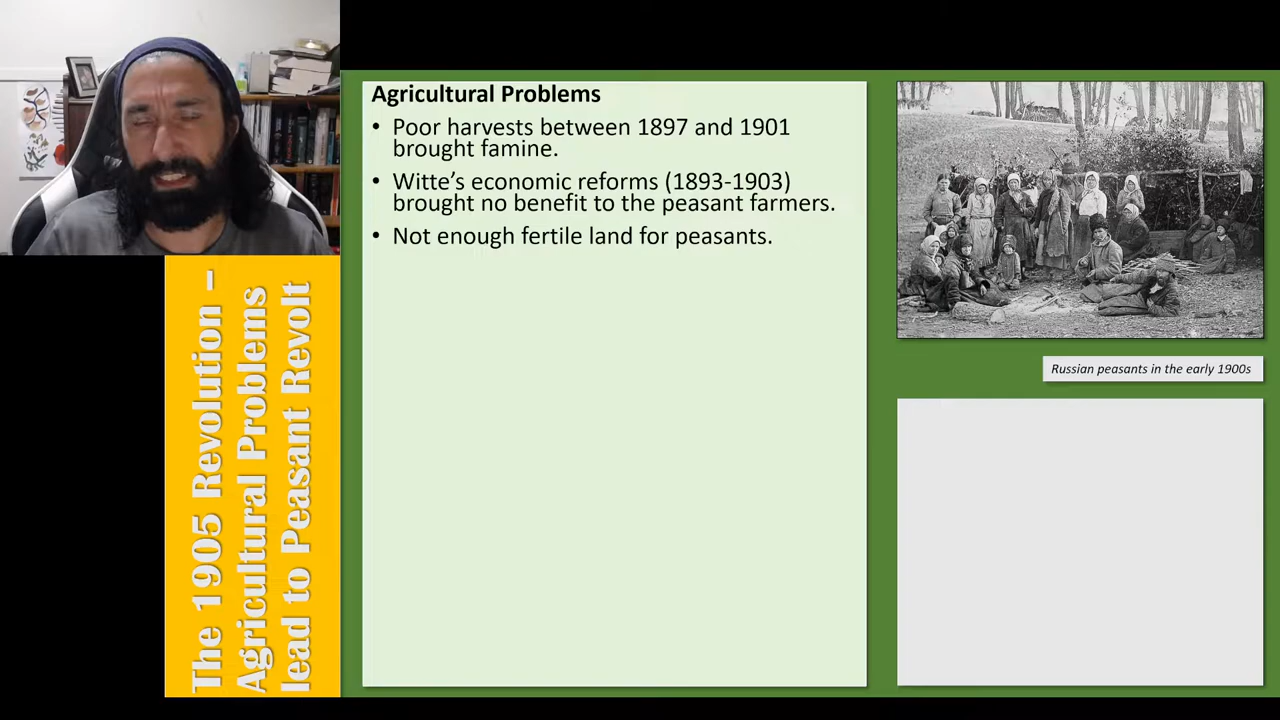 Agricultural Problems
• Poor harvests between 1897 and 1901
brought famine.
• Witte's economic reforms (1893-1903)
brought no benefit to the peasant farmers.
• Not enough fertile land for peasants.
Russian peasants in the early 1900s
The 1905 Revolution –
Agricultural Problems
lead to Peasant Revolt